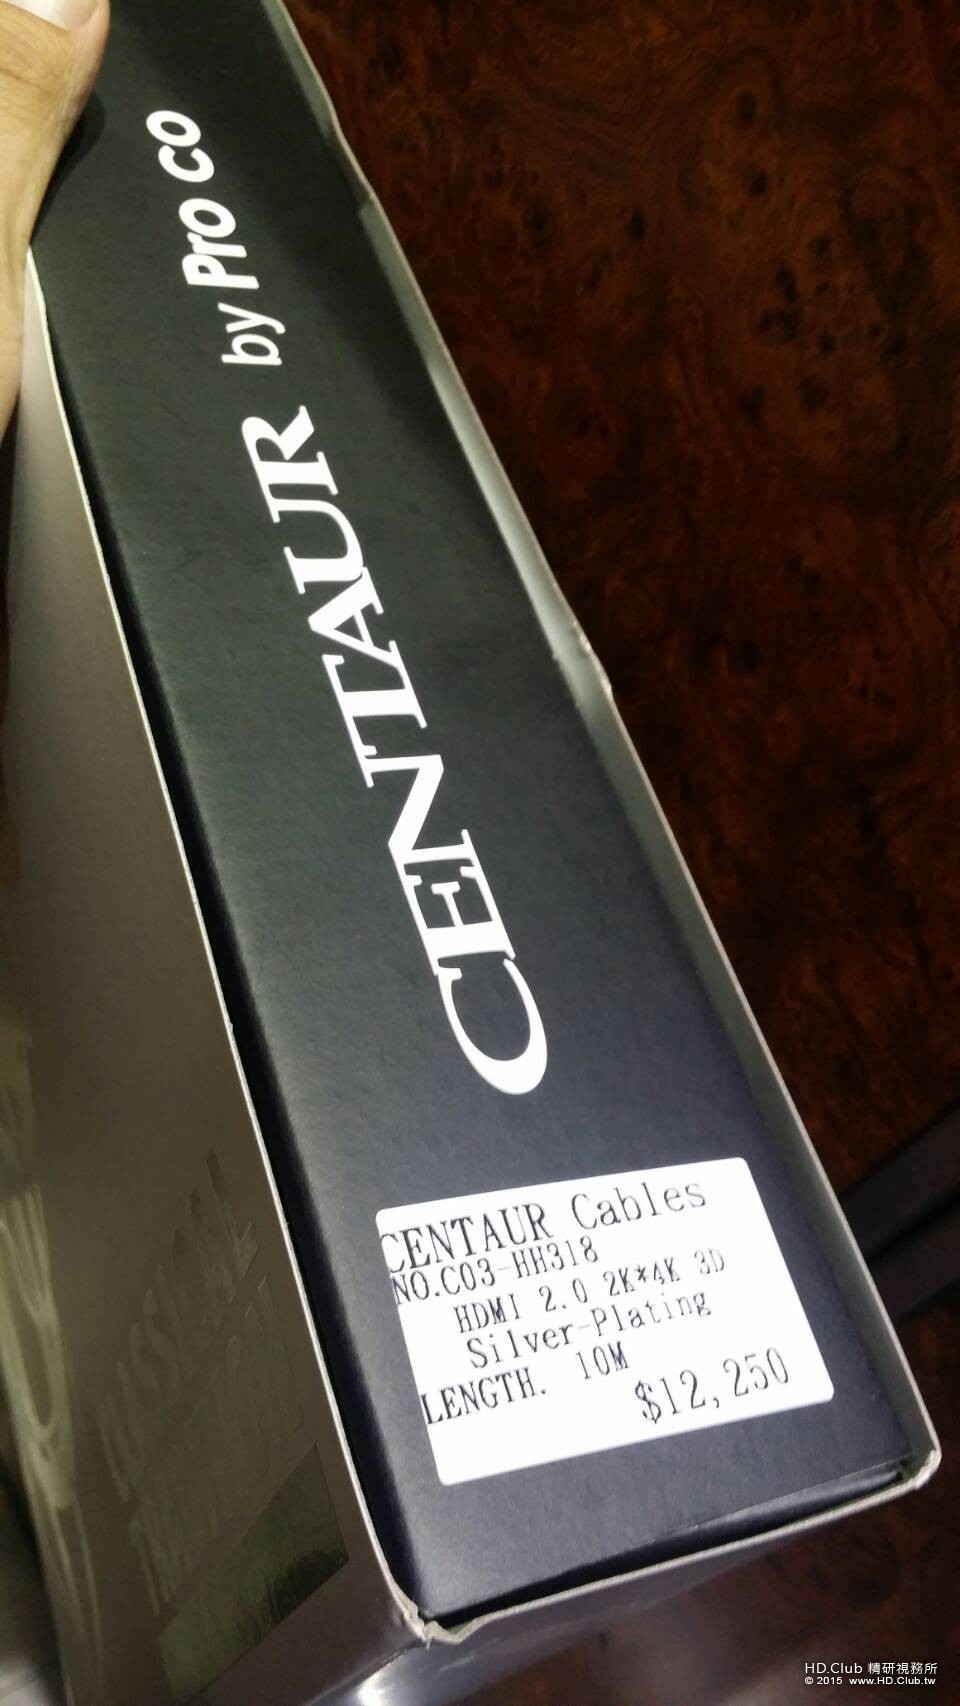 CENTAUR by Pro co
CENTAUR Cables
NO.C03-HH318
HDMI 2.0 2K*4K 3D
Silver-Plating
LENGTH. 10M
$12,250
HD.Club 精研視務所
© 2015 www.HD.Club.tw